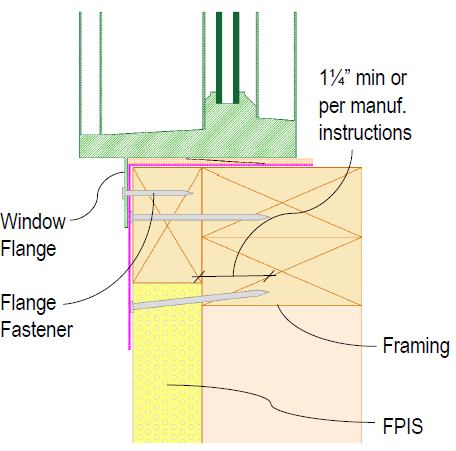 1¼” min or
per manuf.
instructions
Window
Flange
Flange
Fastener
Framing
FPIS